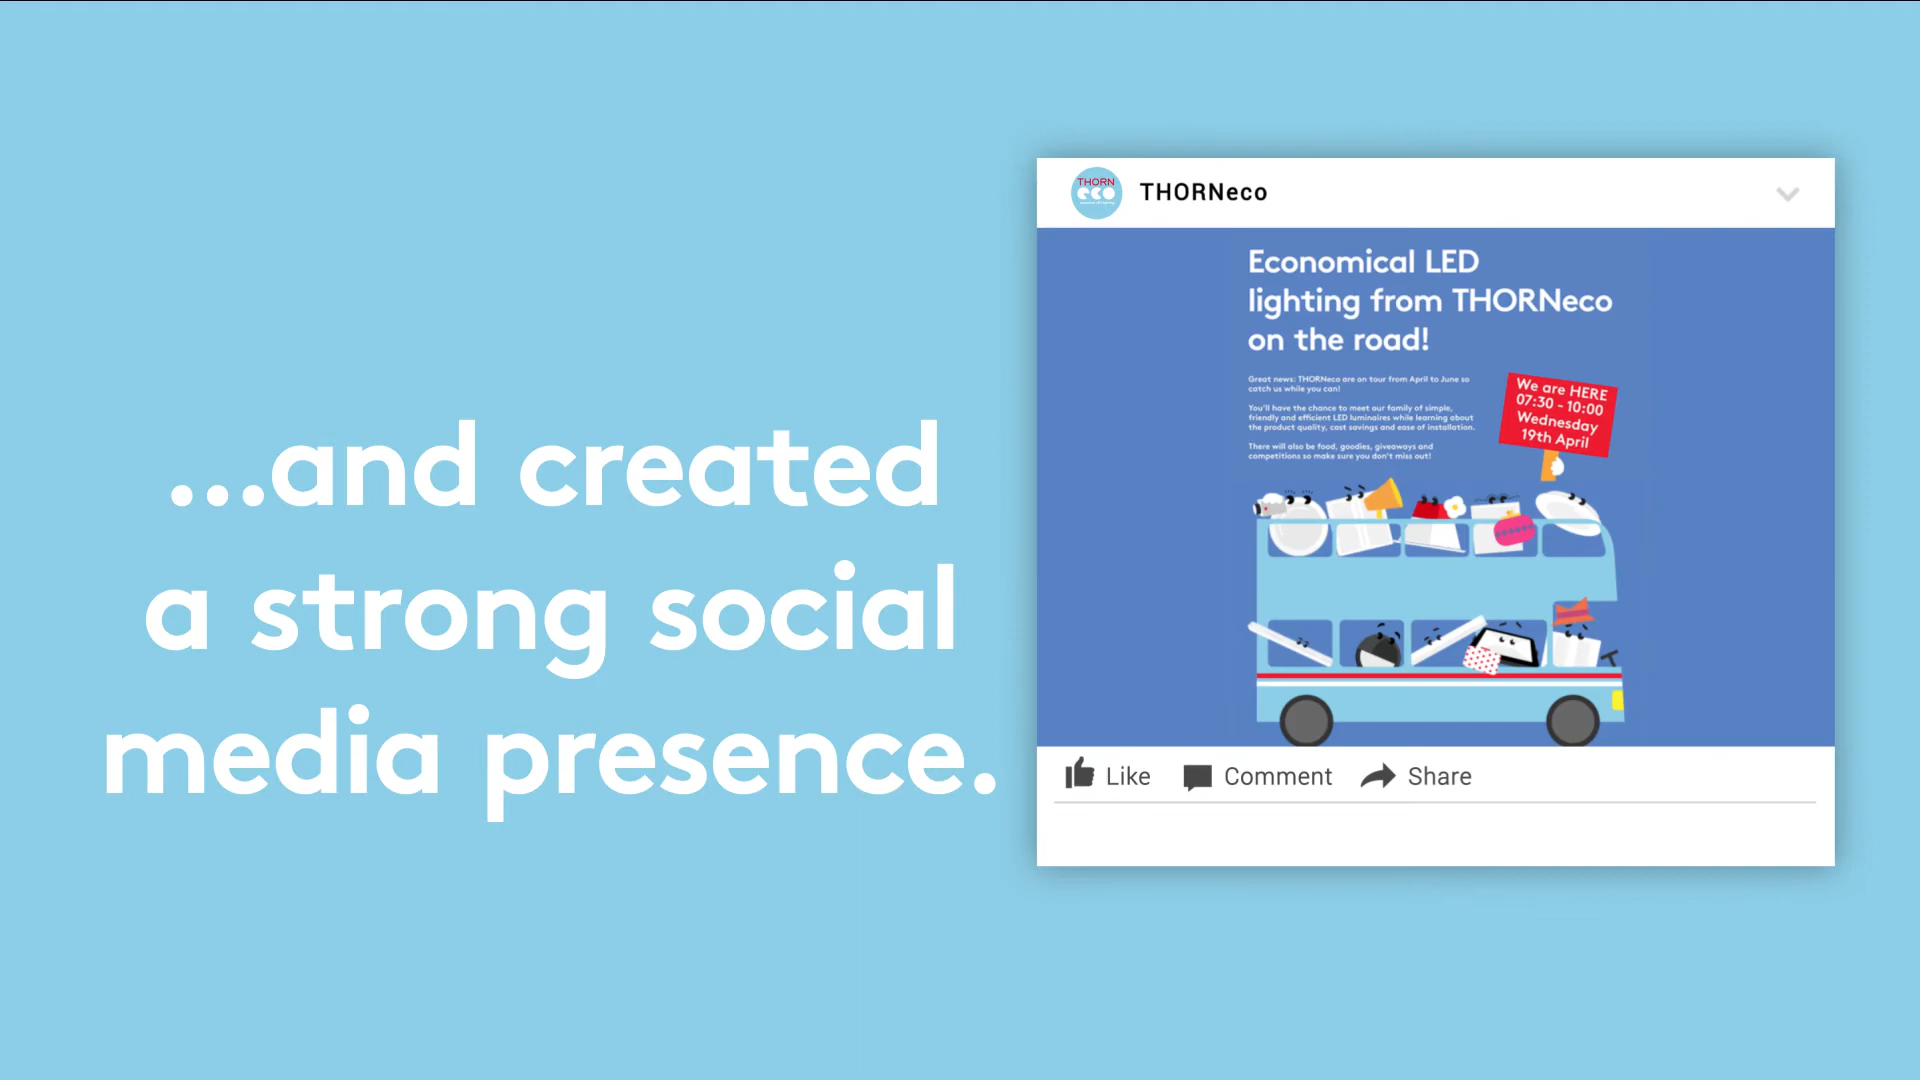 ...and created
a strong social
media presence.
THORN
eco
THORNeco
Economical LED
lighting from THORNeco
on the road!
Great news: THORNeco are on tour from April to June so
catch us while you can!
You'll have the chance to meet our family of simple,
friendly and efficient LED luminaires while learning about
the product quality, cost savings and ease of installation.
There will also be food, goodies, giveaways and
competitions so make sure you don't miss out!
We are HERE
07:30 - 10:00
Wednesday
19th April
Like
Comment
Share